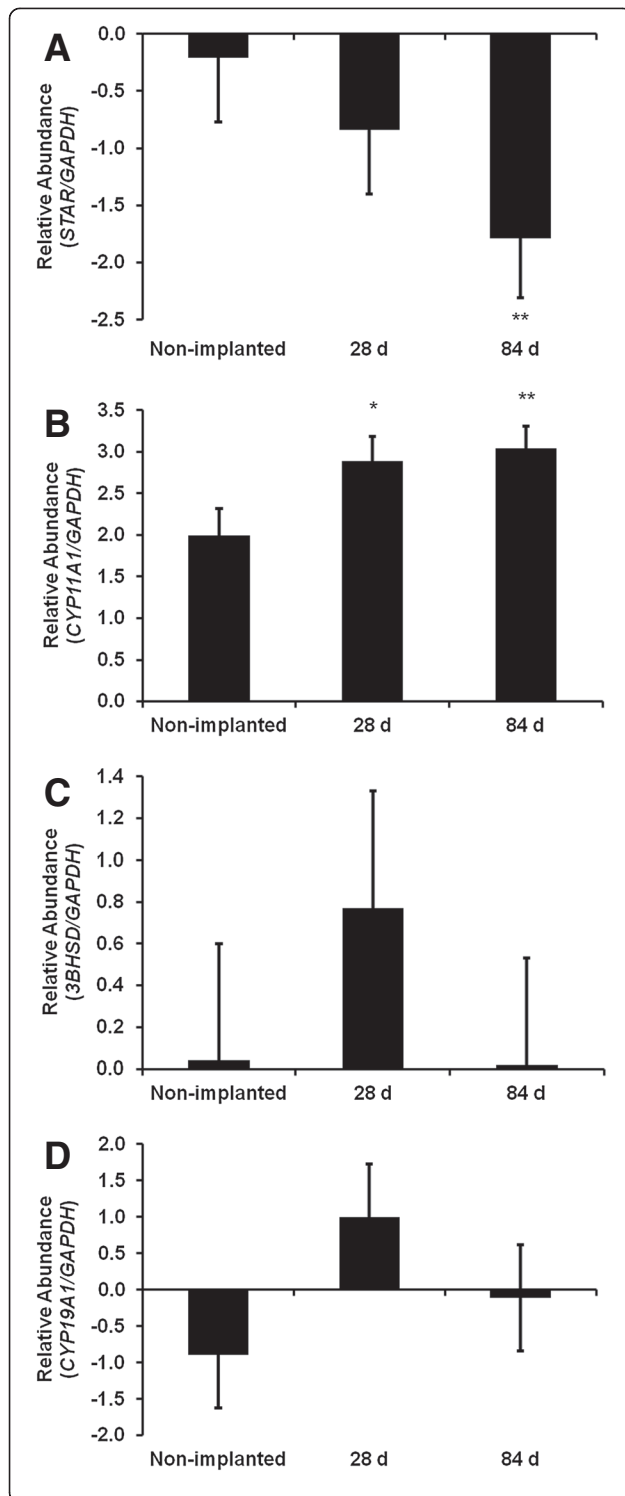 A
Relative Abundance
(STAR/GAPDH)
0.0
-0.5
-1.0
-1.5
-2.0
-2.5
**
Non-implanted 28 d 84 d
B
Relative Abundance
(CYP11A1/GAPDH)
3.5
3.0
2.5
2.0
1.5
1.0
0.5
0.0
* **
Non-implanted 28 d 84 d
C
Relative Abundance
(3BHSD/GAPDH)
1.4
1.2
1.0
0.8
0.6
0.4
0.2
0.0
Non-implanted 28 d 84 d
D
Relative Abundance
(CYP19A1/GAPDH)
2.0
1.5
1.0
0.5
0.0
-0.5
-1.0
-1.5
-2.0
Non-implanted 28 d 84 d